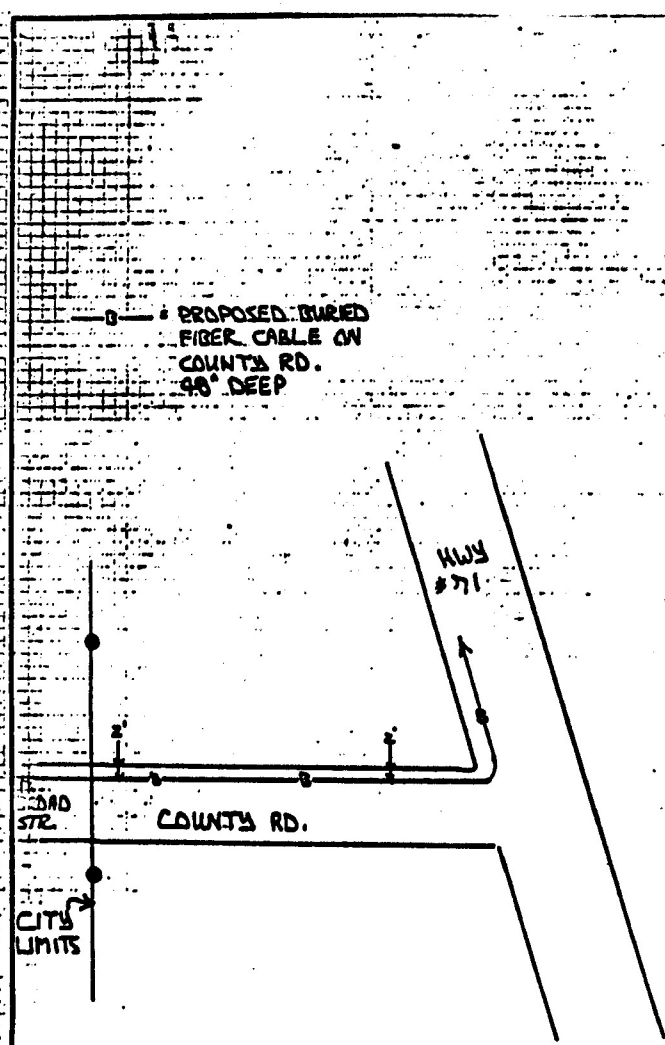 —B— = PROPOSED BURIED
FIBER CABLE ON
COUNTY RD.
48" DEEP
HWY
#71
B
2'
2'
B
B
STR.
COUNTY RD.
CITY
LIMITS